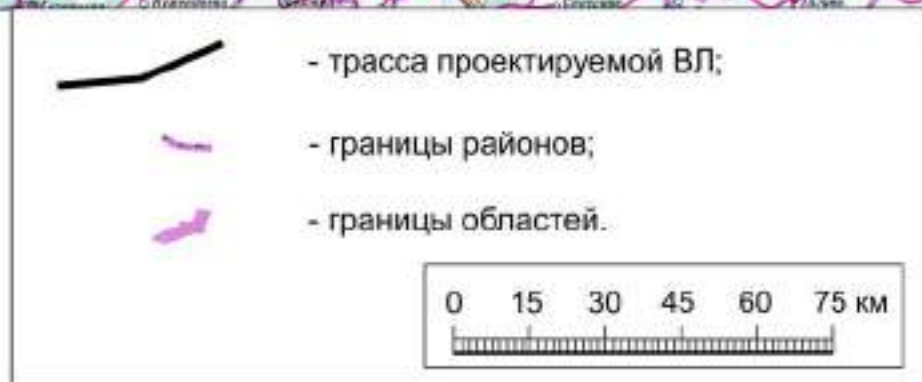 - трасса проектируемой ВЛ;
- границы районов;
- границы областей.
0 15 30 45 60 75 км